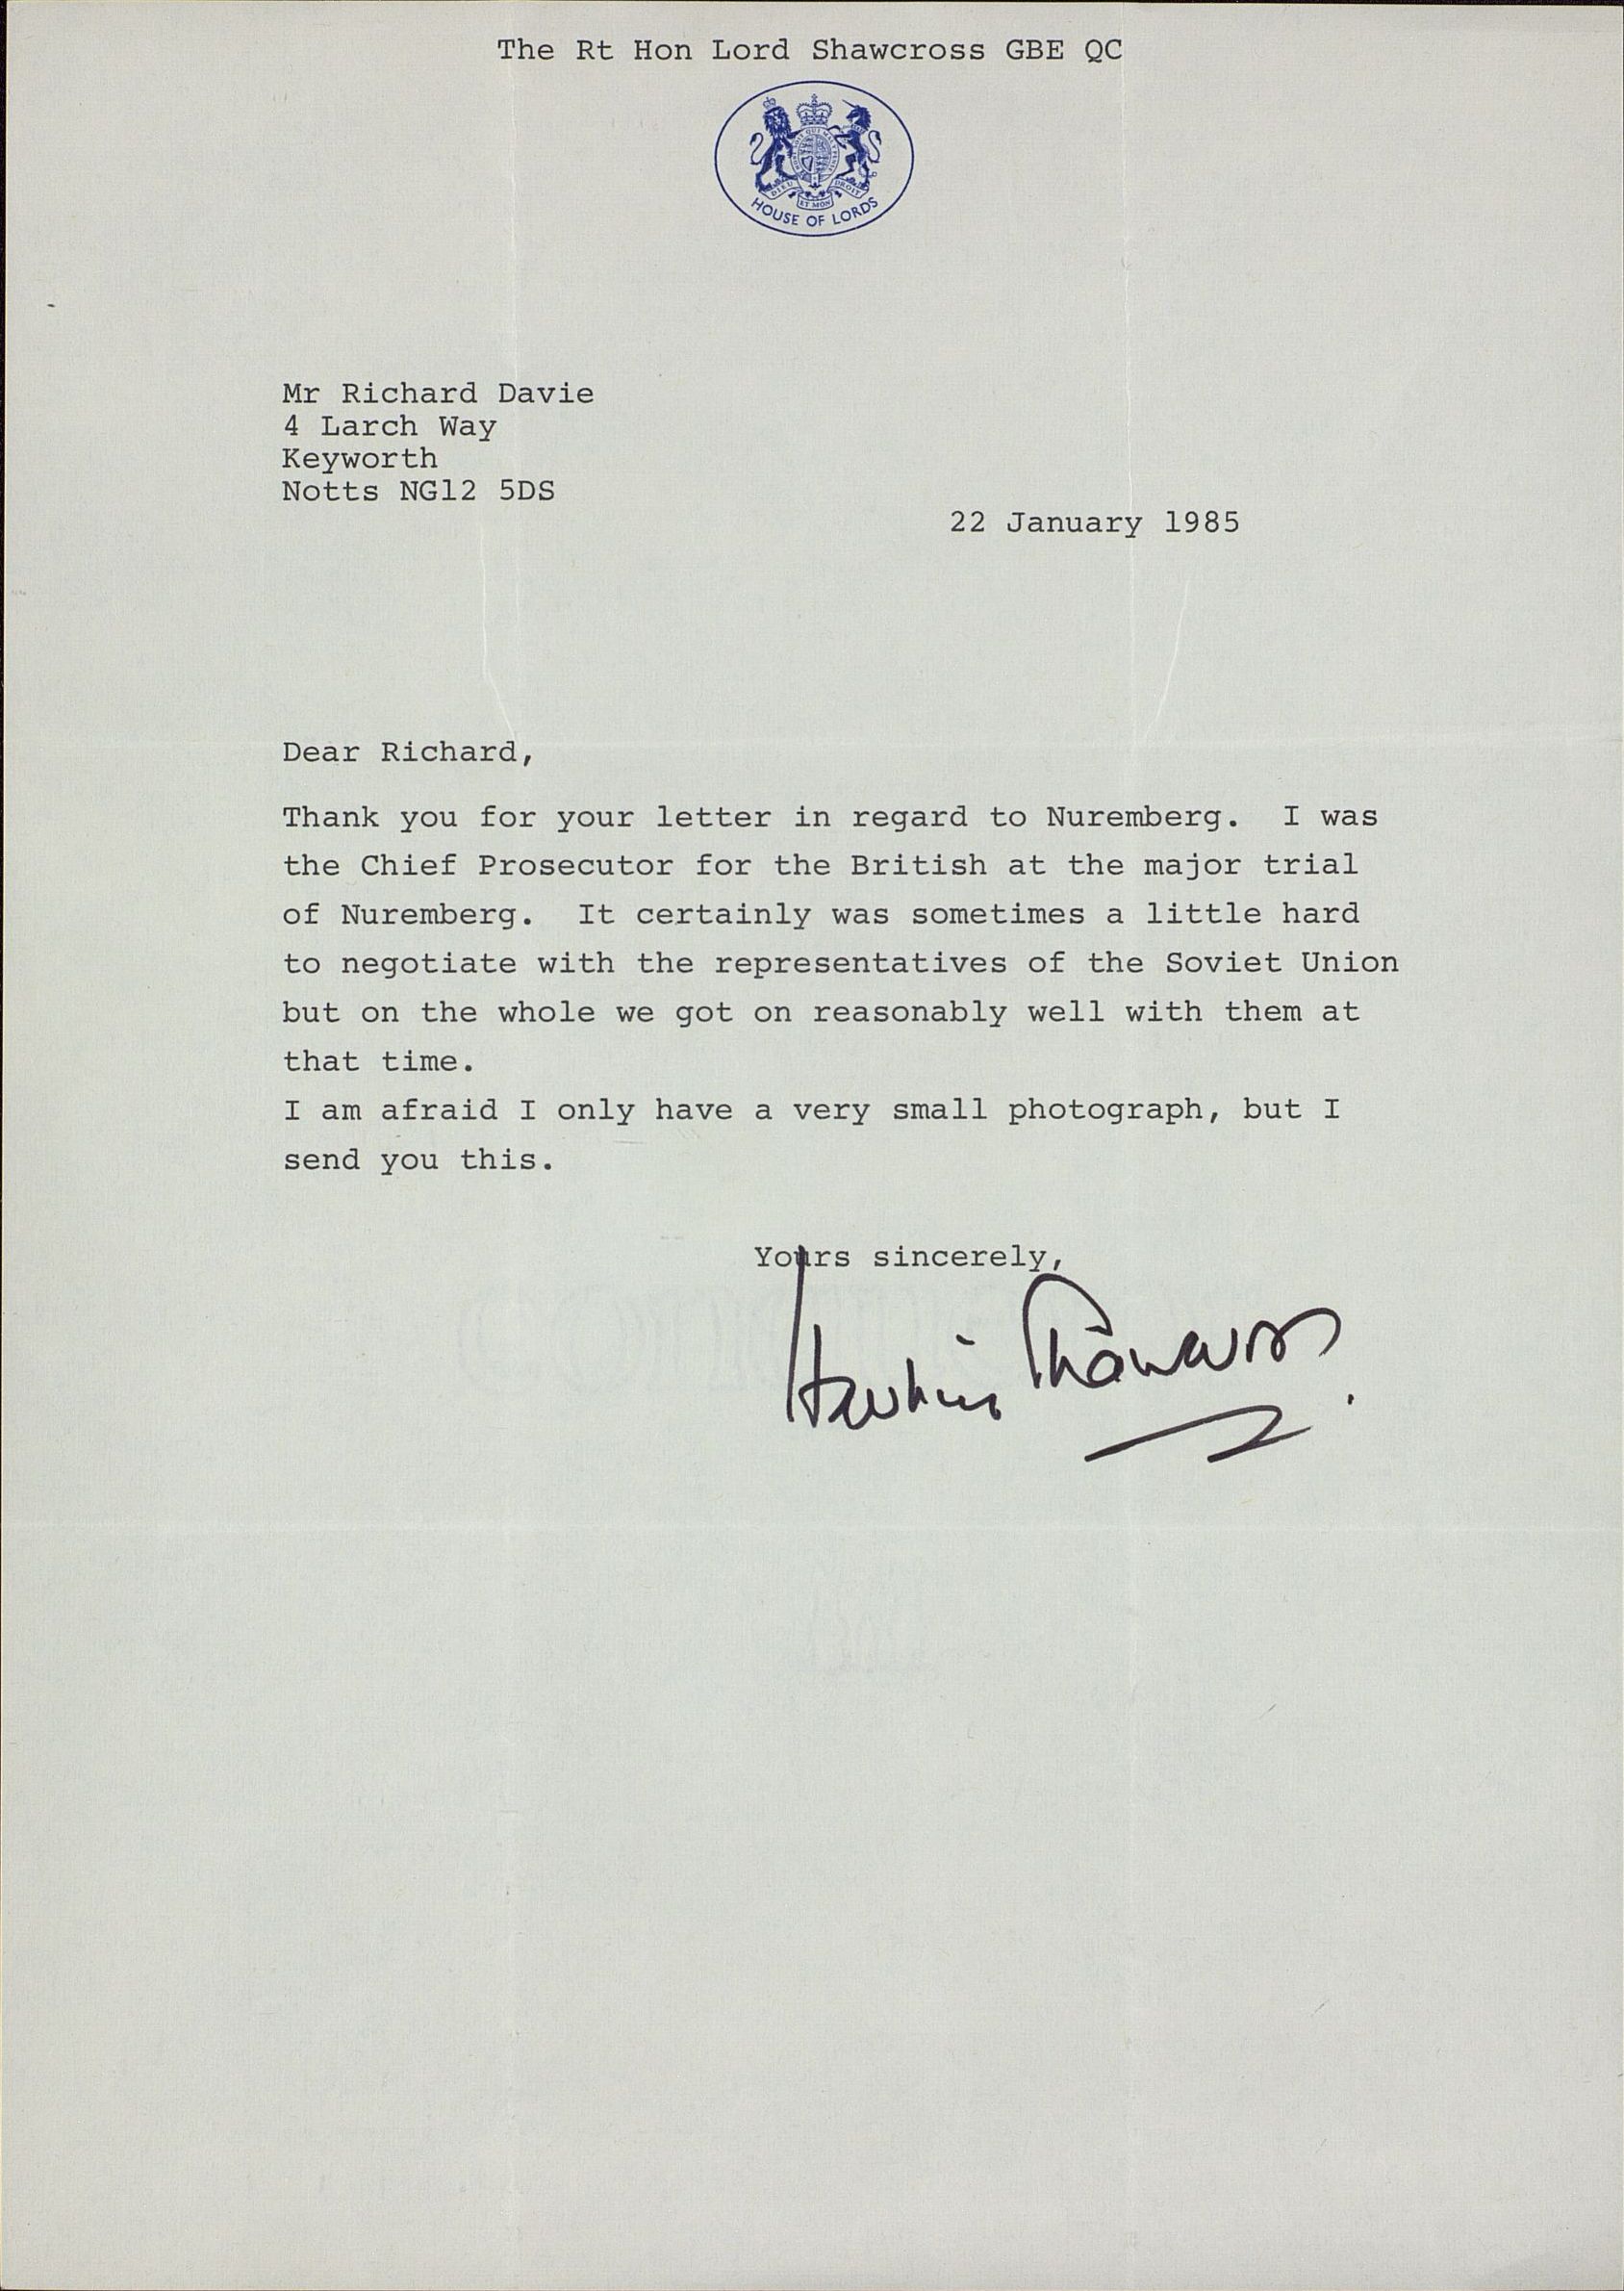 The Rt Hon Lord Shawcross GBE QC
DIEU ET MON DROIT
HOUSE OF LORDS
Mr Richard Davie
4 Larch Way
Keyworth
Notts NG12 5DS
22 January 1985
Dear Richard,
Thank you for your letter in regard to Nuremberg. I was
the Chief Prosecutor for the British at the major trial
of Nuremberg. It certainly was sometimes a little hard
to negotiate with the representatives of the Soviet Union
but on the whole we got on reasonably well with them at
that time.
I am afraid I only have a very small photograph, but I
send you this.
Yours sincerely,
Shawcross